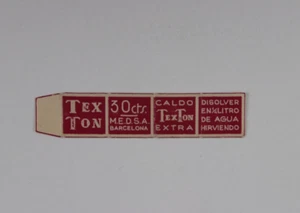 TEX
TON
30 cts.
M.E.D.S.A.
BARCELONA
CALDO
TEXTON
EXTRA
DISOLVER
EN ½ LITRO
DE AGUA
HIRVIENDO